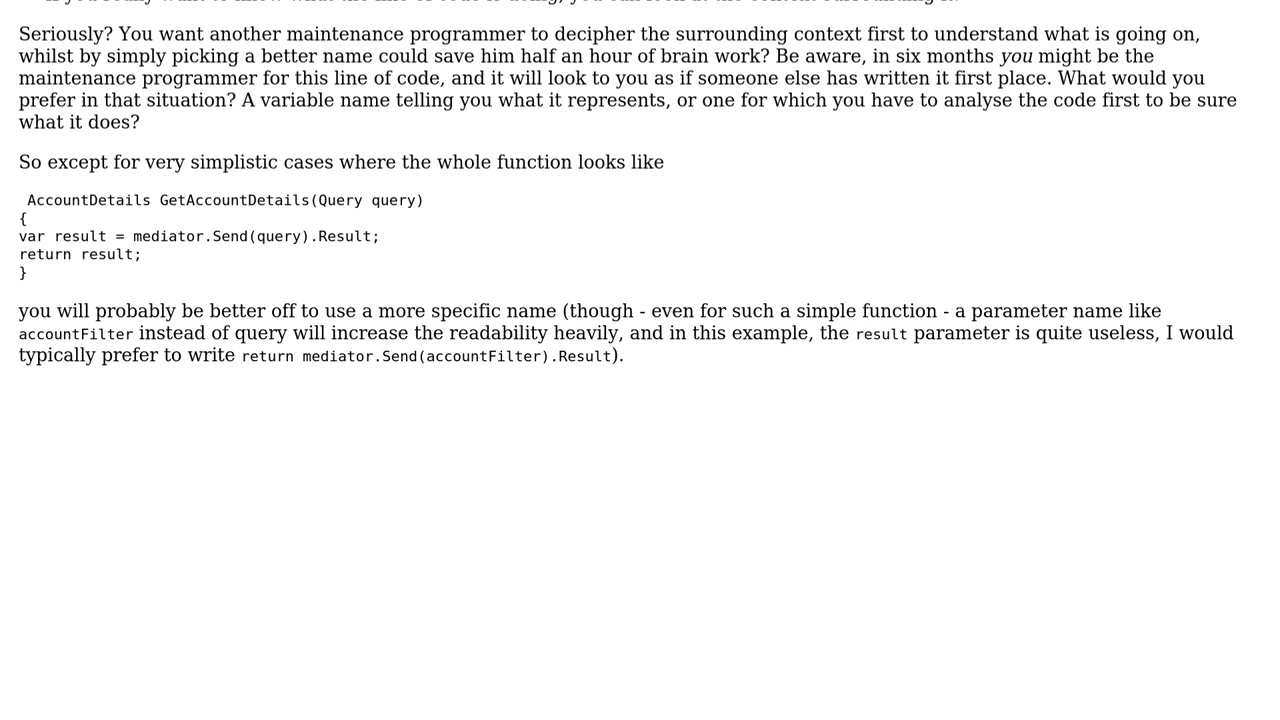 Seriously? You want another maintenance programmer to decipher the surrounding context first to understand what is going on,
whilst by simply picking a better name could save him half an hour of brain work? Be aware, in six months you might be the
maintenance programmer for this line of code, and it will look to you as if someone else has written it first place. What would you
prefer in that situation? A variable name telling you what it represents, or one for which you have to analyse the code first to be sure
what it does?
So except for very simplistic cases where the whole function looks like
AccountDetails GetAccountDetails(Query query)
{
var result = mediator.Send(query).Result;
return result;
}
you will probably be better off to use a more specific name (though - even for such a simple function - a parameter name like
accountFilter instead of query will increase the readability heavily, and in this example, the result parameter is quite useless, I would
typically prefer to write return mediator.Send(accountFilter).Result).